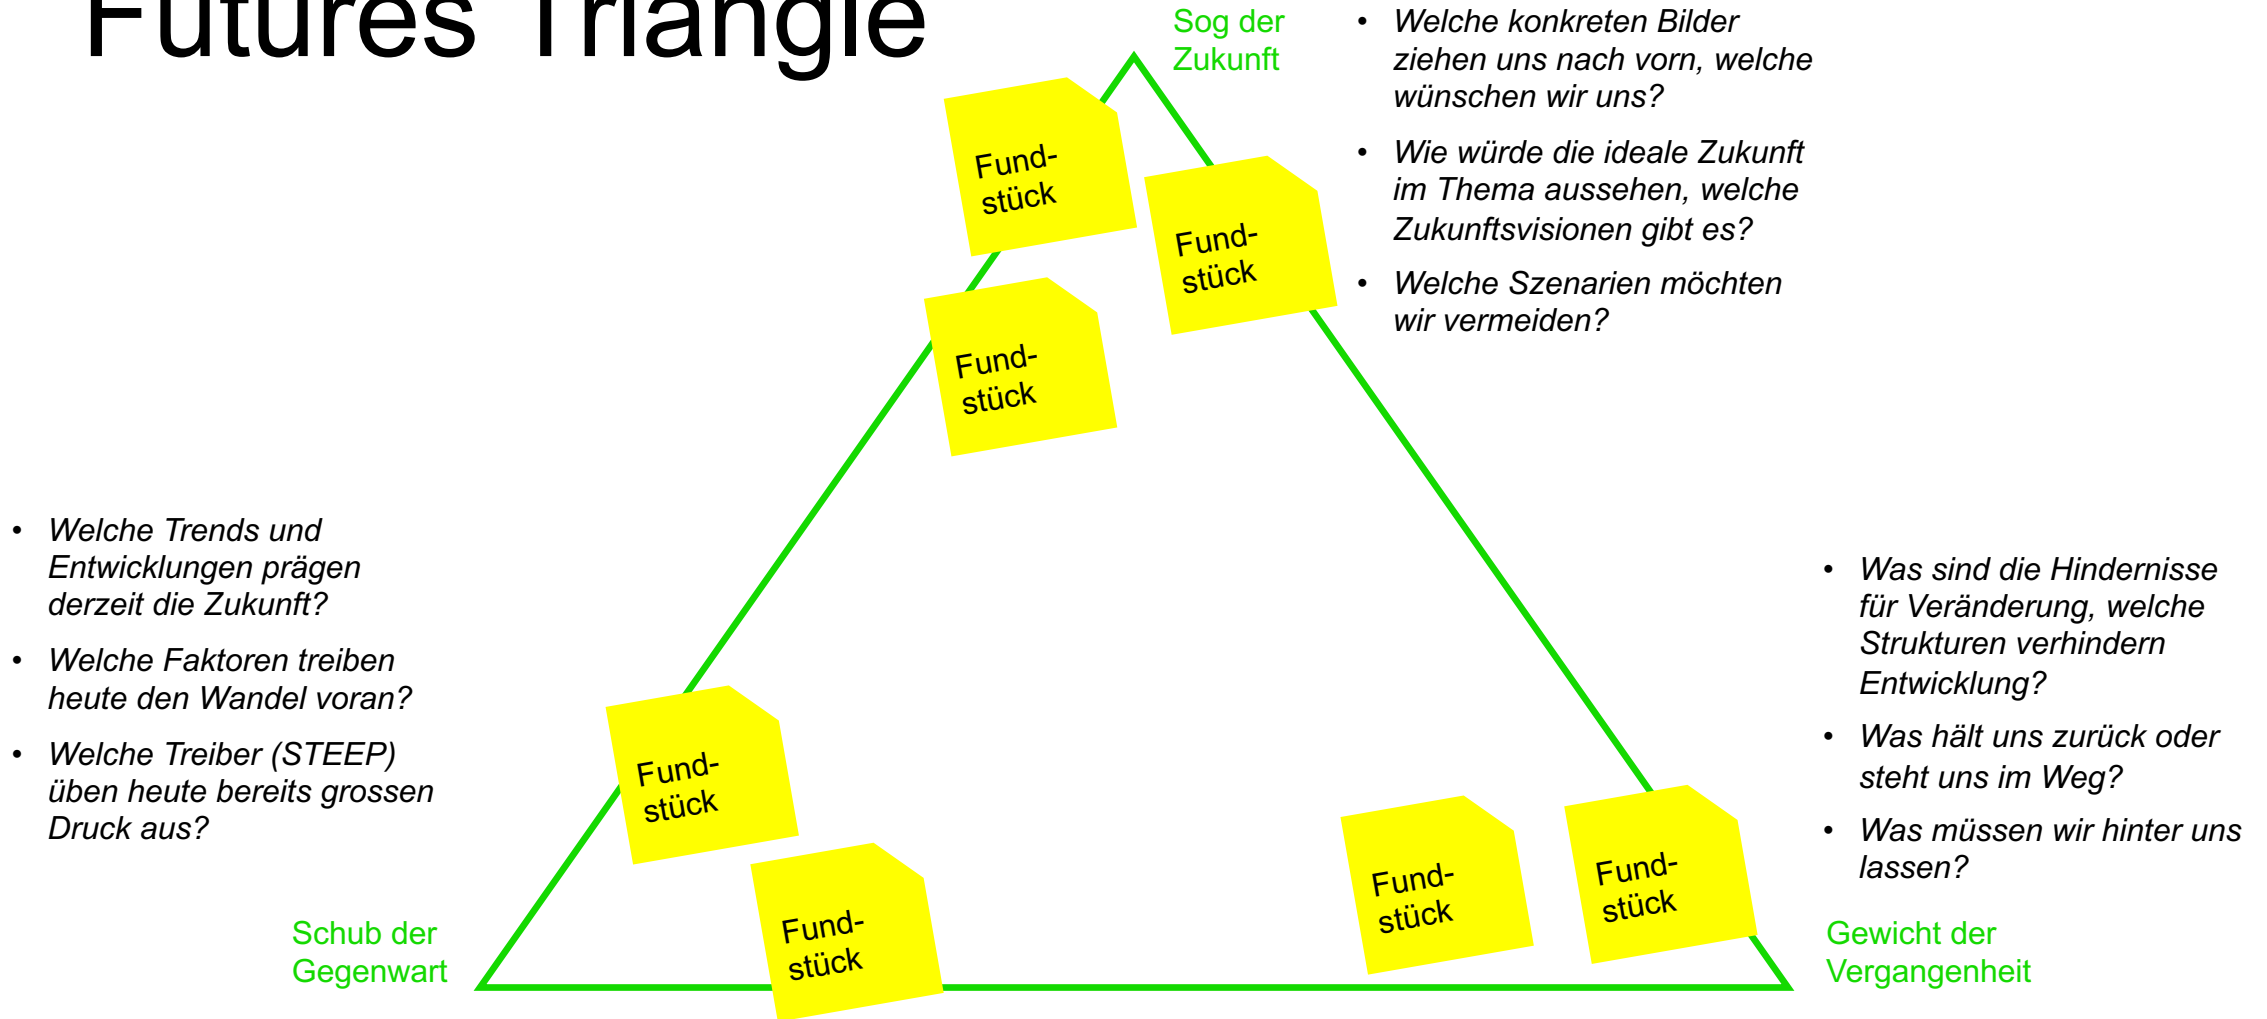 Futures Triangle
Sog der
Zukunft
• Welche konkreten Bilder
ziehen uns nach vorn, welche
wünschen wir uns?
• Wie würde die ideale Zukunft
im Thema aussehen, welche
Zukunftsvisionen gibt es?
• Welche Szenarien möchten
wir vermeiden?
Fund-
stück
Fund-
stück
Fund-
stück
• Welche Trends und
Entwicklungen prägen
derzeit die Zukunft?
• Welche Faktoren treiben
heute den Wandel voran?
• Welche Treiber (STEEP)
üben heute bereits grossen
Druck aus?
Fund-
stück
Fund-
stück
Schub der
Gegenwart
• Was sind die Hindernisse
für Veränderung, welche
Strukturen verhindern
Entwicklung?
• Was hält uns zurück oder
steht uns im Weg?
• Was müssen wir hinter uns
lassen?
Fund-
stück
Fund-
stück
Gewicht der
Vergangenheit